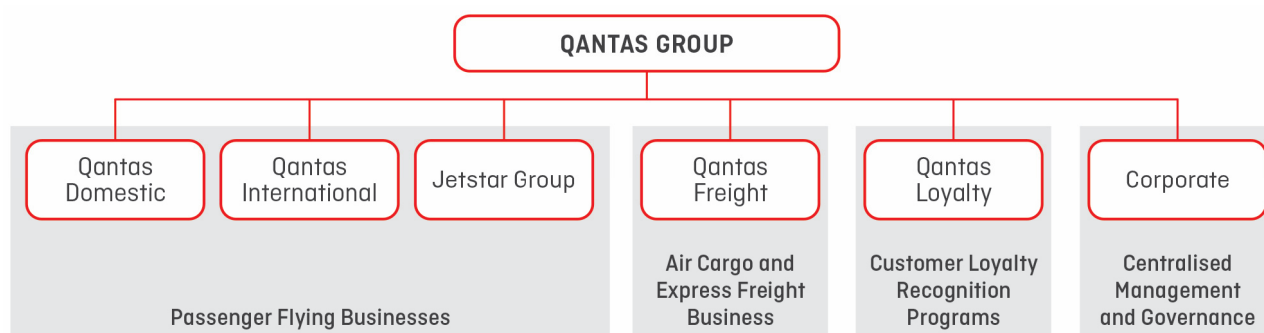 QANTAS GROUP
Qantas
Domestic
Qantas
International
Jetstar Group
Qantas
Freight
Qantas
Loyalty
Corporate
Passenger Flying Businesses
Air Cargo and
Express Freight
Business
Customer Loyalty
Recognition
Programs
Centralised
Management
and Governance